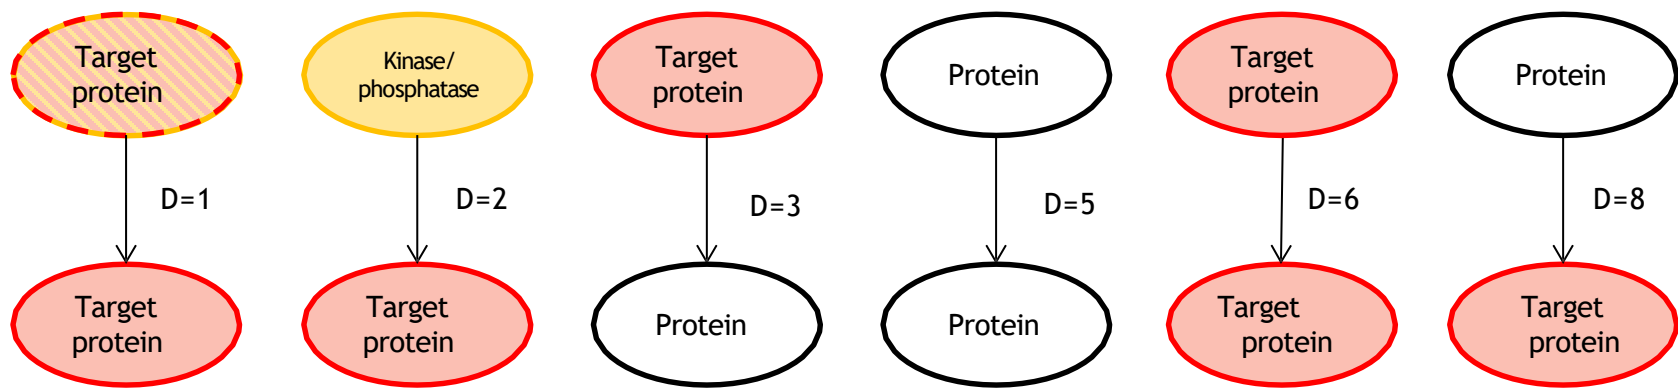 Target
protein
Kinase/
phosphatase
Target
protein
Protein
Target
protein
Protein
D=1
D=2
D=3
D=5
D=6
D=8
Target
protein
Target
protein
Protein
Protein
Target
protein
Target
protein